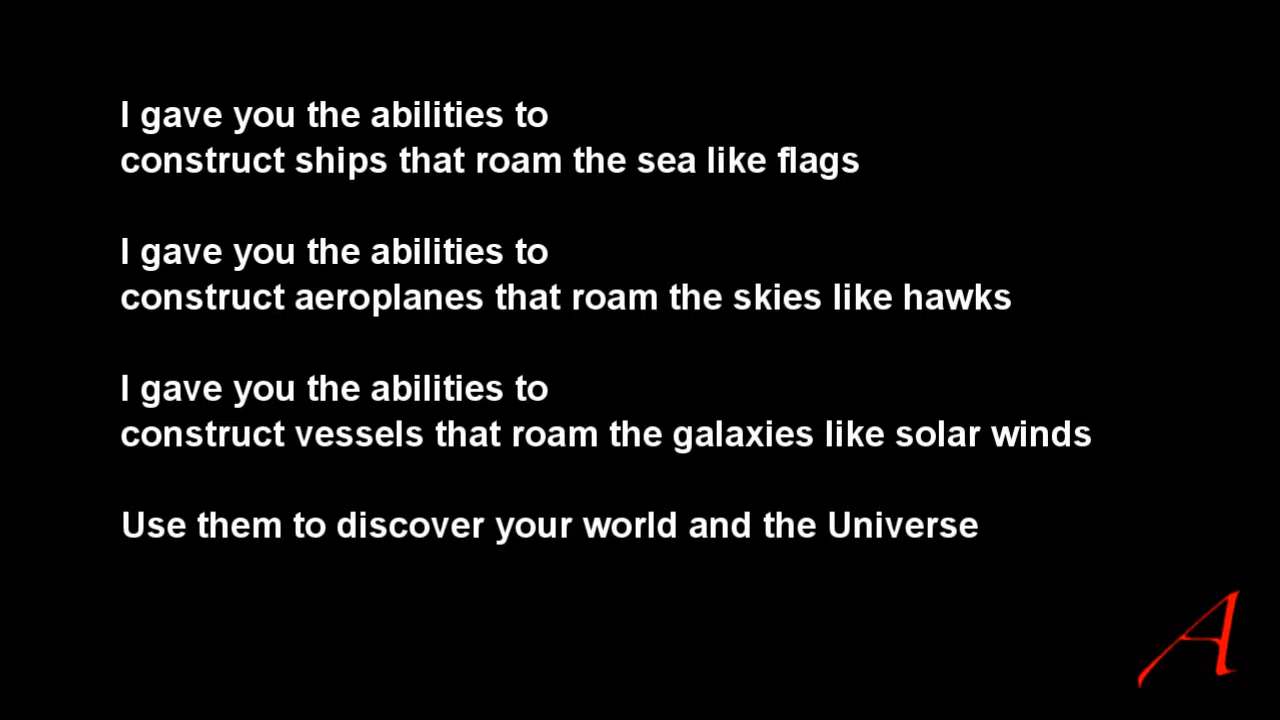 I gave you the abilities to
construct ships that roam the sea like flags
I gave you the abilities to
construct aeroplanes that roam the skies like hawks
I gave you the abilities to
construct vessels that roam the galaxies like solar winds
Use them to discover your world and the Universe
A